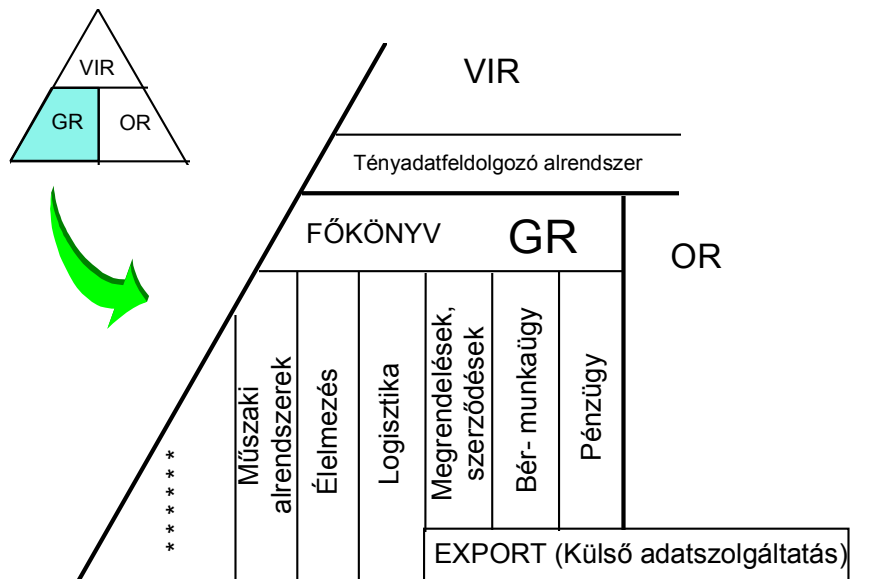 VIR
GR
OR
VIR
Tényadatfeldolgozó alrendszer
FŐKÖNYV
GR
OR
******
Műszaki
alrendszerek
Élelmezés
Logisztika
Megrendelések,
szerződések
Bér- munkaügy
Pénzügy
EXPORT (Külső adatszolgáltatás)